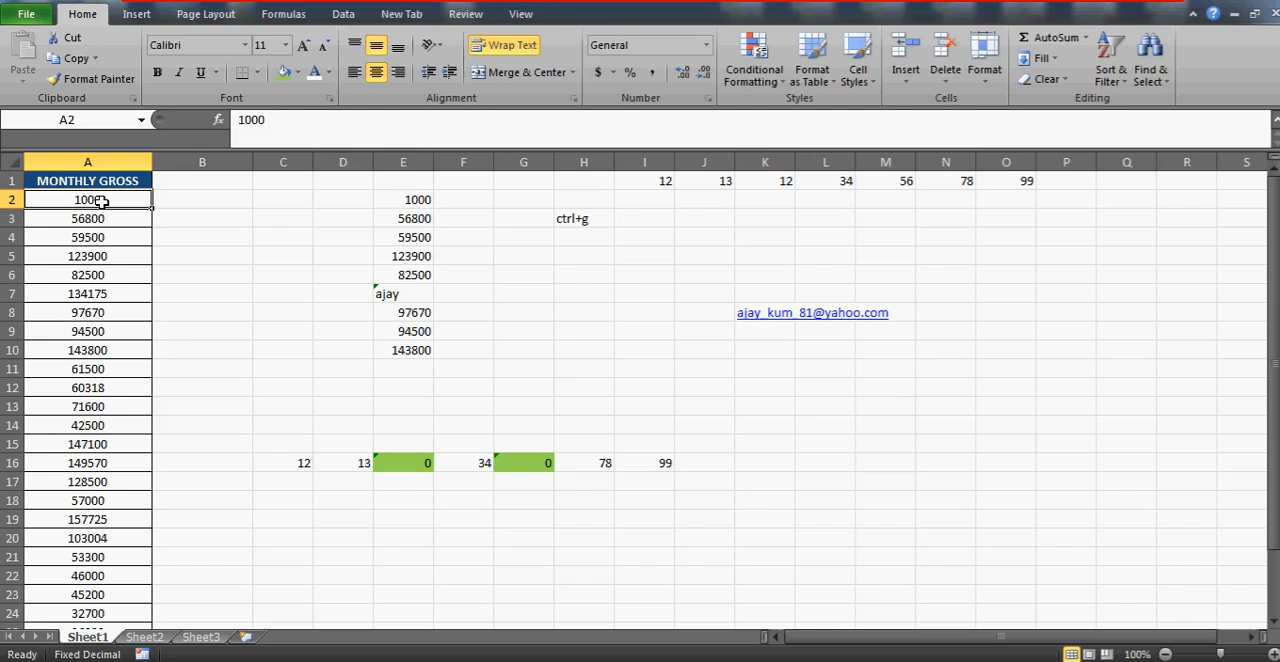 File Home Insert Page Layout Formulas Data New Tab Review View
Paste Cut Calibri 11 Wrap Text General Conditional Formatting Format as Table Cell Styles Insert Delete Format AutoSum Sort & Filter Find & Select
Copy Fill
Format Painter B I U Merge & Center $ % , Clear
Clipboard Font Alignment Number Styles Cells Editing
A2 fx 1000
A B C D E F G H I J K L M N O P Q R S
1 MONTHLY GROSS 12 13 12 34 56 78 99
2 1000 1000
3 56800 56800 ctrl+g
4 59500 59500
5 123900 123900
6 82500 82500
7 134175 ajay
8 97670 97670 ajay_kum_81@yahoo.com
9 94500 94500
10 143800 143800
11 61500
12 60318
13 71600
14 42500
15 147100
16 149570 12 13 0 34 0 78 99
17 128500
18 57000
19 157725
20 103004
21 53300
22 46000
23 45200
24 32700
Sheet1 Sheet2 Sheet3
Ready Fixed Decimal 100%